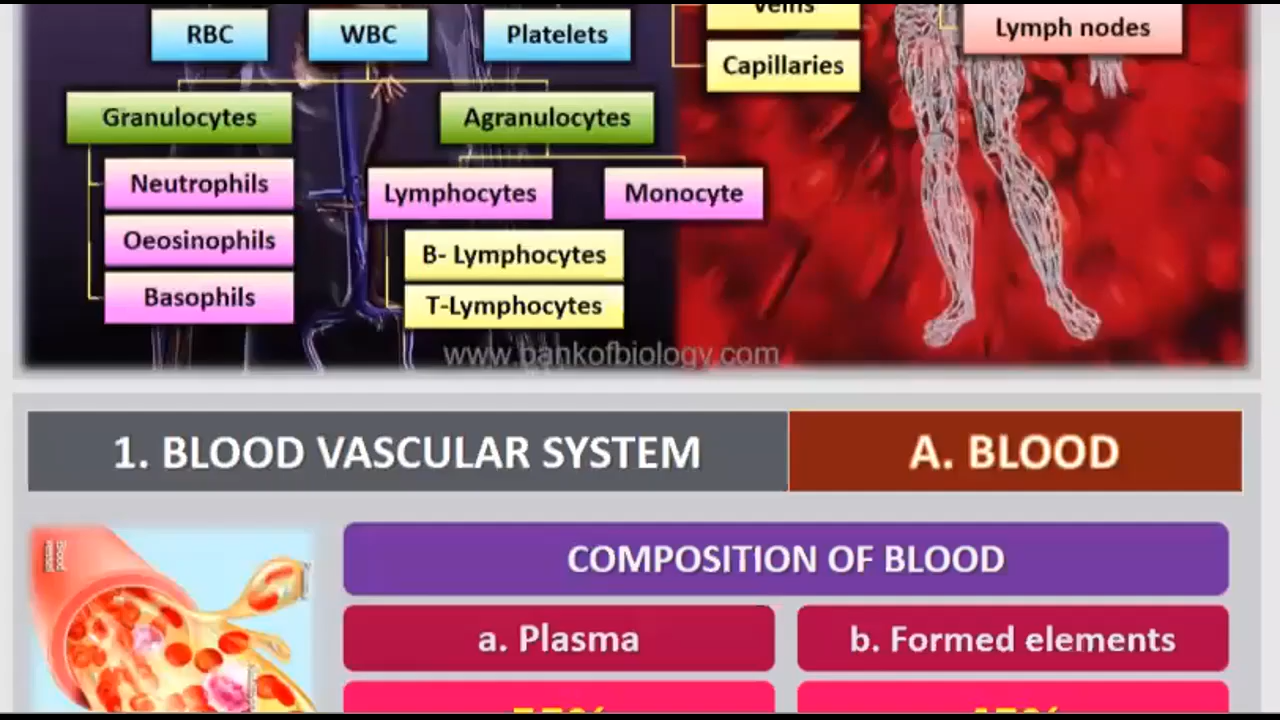 RBC
WBC
Platelets
Veins
Capillaries
Lymph nodes
Granulocytes
Agranulocytes
Neutrophils
Oeosinophils
Basophils
Lymphocytes
Monocyte
B- Lymphocytes
T-Lymphocytes
www.bankofbiology.com
1. BLOOD VASCULAR SYSTEM
A. BLOOD
COMPOSITION OF BLOOD
a. Plasma
b. Formed elements